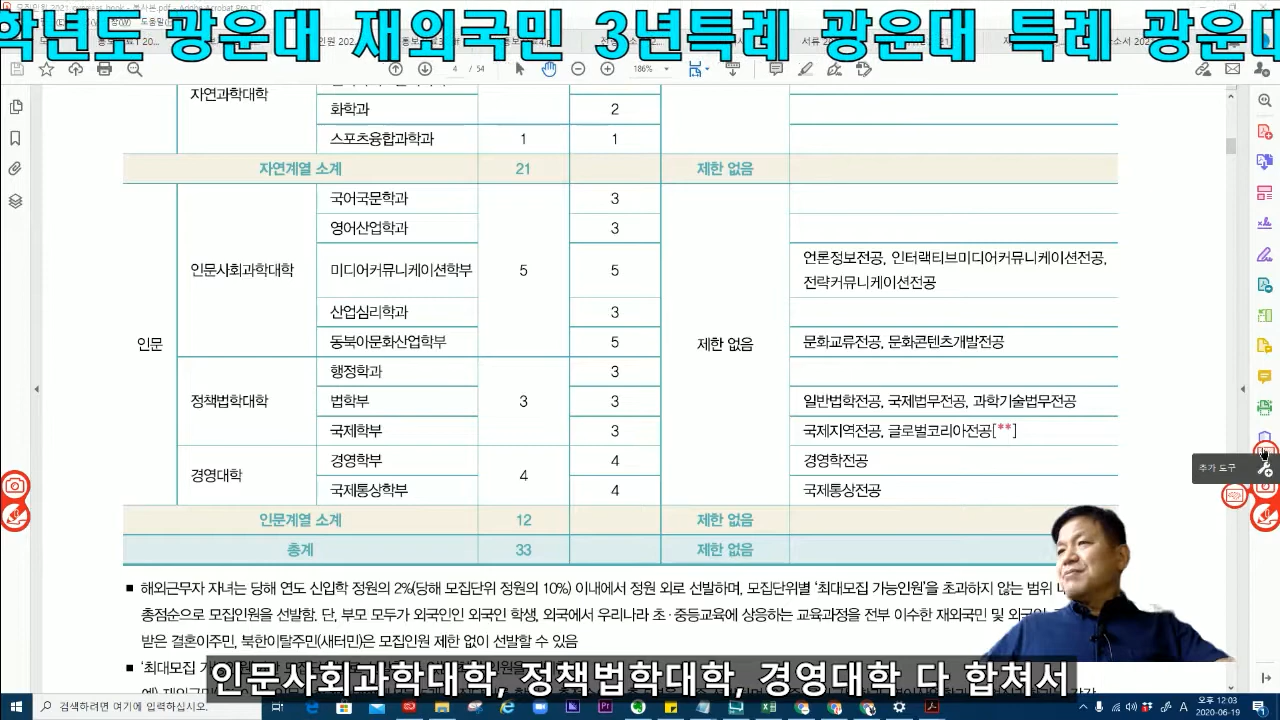 학년도 광운대 재외국민 3년특례 광운대 특례 광운대
4 / 54
186%
자연과학대학
화학과 2
스포츠융합과학과 1 1
자연계열 소계 21 제한 없음
국어국문학과 3
영어산업학과 3
인문사회과학대학 미디어커뮤니케이션학부 5 5 언론정보전공, 인터랙티브미디어커뮤니케이션전공,
전략커뮤니케이션전공
산업심리학과 3
인문 동북아문화산업학부 5 제한 없음 문화교류전공, 문화콘텐츠개발전공
행정학과 3
정책법학대학 법학부 3 3 일반법학전공, 국제법무전공, 과학기술법무전공
국제학부 3 국제지역전공, 글로벌코리아전공[**]
경영대학 경영학부 4 4 경영학전공
국제통상학부 4 국제통상전공
인문계열 소계 12 제한 없음
총계 33 제한 없음
추가 도구
■ 해외근무자 자녀는 당해 연도 신입학 정원의 2%(당해 모집단위 정원의 10%) 이내에서 정원 외로 선발하며, 모집단위별 '최대모집 가능인원'을 초과하지 않는 범위
총점순으로 모집인원을 선발함. 단, 부모 모두가 외국인인 외국인 학생, 외국에서 우리나라 초·중등교육에 상응하는 교육과정을 전부 이수한 재외국민 및
받은 결혼이주민, 북한이탈주민(새터민)은 모집인원 제한 없이 선발할 수 있음
■ '최대모집
인문사회과학대학, 정책법학대학, 경영대학 다 합쳐서
검색하려면 여기에 입력하십시오.
오후 12:03
2020-06-19